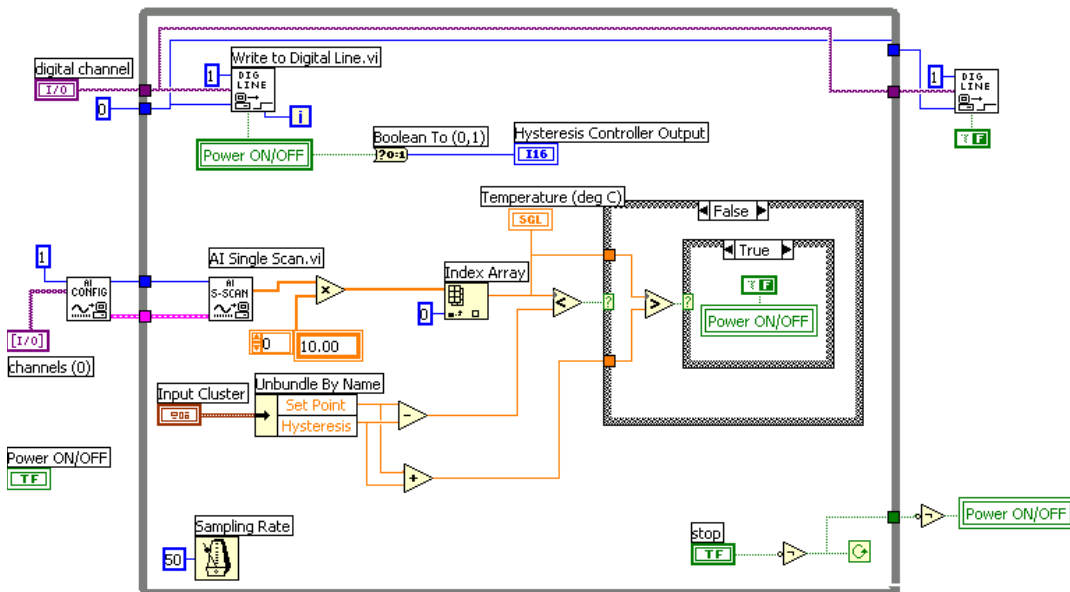 Write to Digital Line.vi
digital channel
I/O
1
DIG
LINE
0
i
1
DIG
LINE
F
Power ON/OFF
Boolean To (0,1)
?0:1
Hysteresis Controller Output
I16
Temperature (deg C)
SGL
False
True
F
Power ON/OFF
1
AI
CONFIG
AI Single Scan.vi
AI
S-SCAN
Index Array
0
[I/O]
channels (0)
0
10.00
×
<
?
>
?
Input Cluster
Unbundle By Name
Set Point
Hysteresis
−
+
Power ON/OFF
TF
Sampling Rate
50
stop
TF
Power ON/OFF